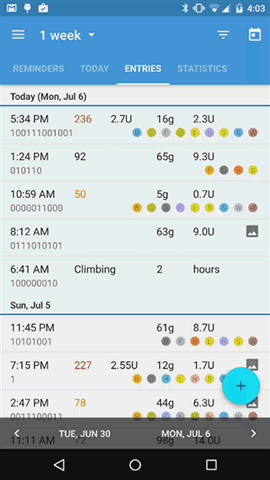 4:03
1 week
REMINDERS TODAY ENTRIES STATISTICS
Today (Mon, Jul 6)
5:34 PM 236 2.7U 16g 2.3U
100111001001
1:24 PM 92 65g 9.3U
010110
10:59 AM 50 5g 0.7U
0000011000
8:12 AM 63g 9.0U
0111010101
6:41 AM Climbing 2 hours
100000010
Sun, Jul 5
11:45 PM 61g 8.7U
10101001
7:15 PM 227 2.55U 12g 1.7U
1
2:47 PM 78 44g 6.3U
0011100011
TUE, JUN 30 MON, JUL 6
11:11 AM 72 98g 14.0U